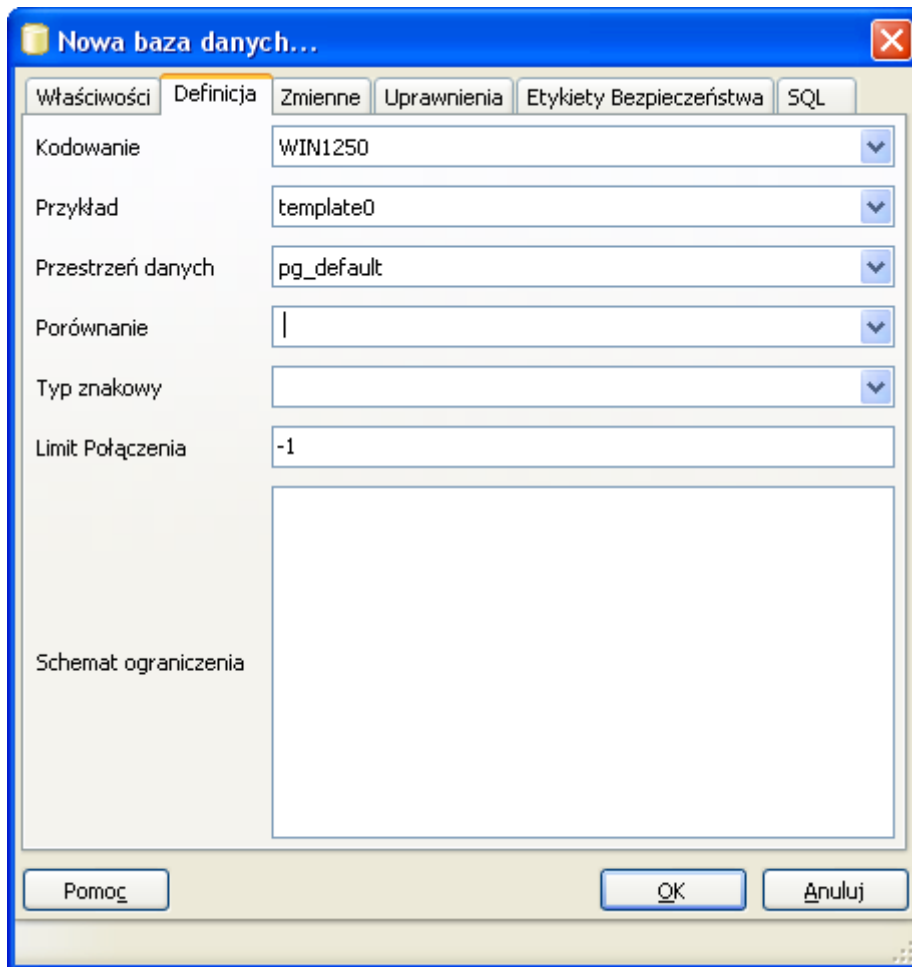 Nowa baza danych...
Właściwości Definicja Zmienne Uprawnienia Etykiety Bezpieczeństwa SQL
Kodowanie WIN1250
Przykład template0
Przestrzeń danych pg_default
Porównanie
Typ znakowy
Limit Połączenia -1
Schemat ograniczenia
Pomoc OK Anuluj